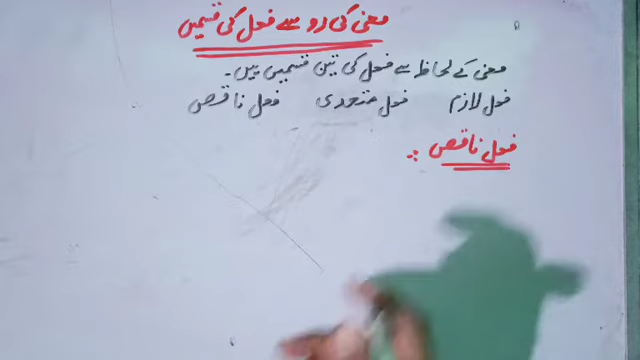 معنی کی رو سے فعل کی قسمیں
معنی کے لحاظ سے فعل کی تین قسمیں ہیں۔
فعل لازم فعل متعدی فعل ناقص
فعل ناقص :